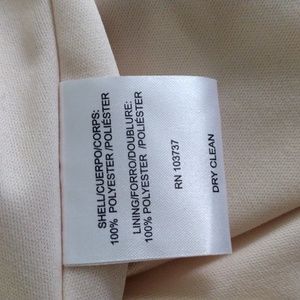 SHELL/CUERPO/CORPS:
100% POLYESTER /POLIÉSTER
LINING/FORRO/DOUBLURE:
100% POLYESTER /POLIÉSTER
RN 103737
DRY CLEAN